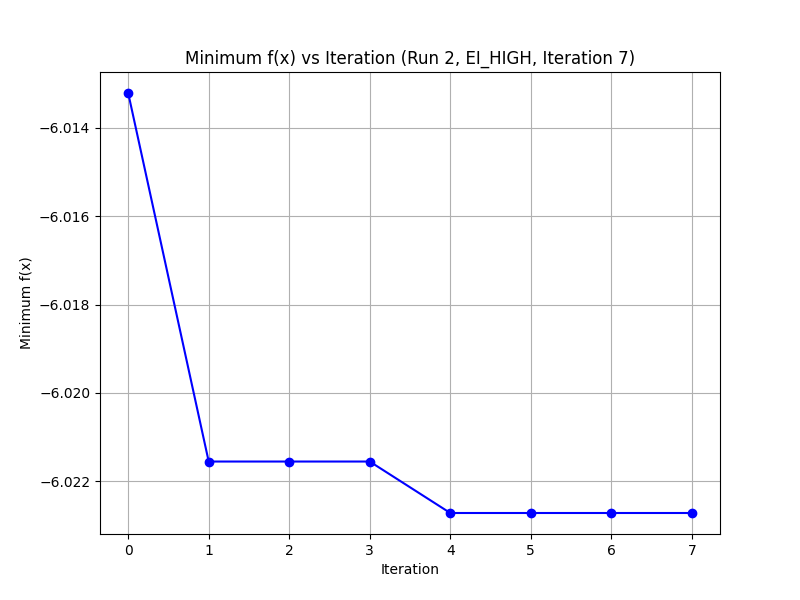 Minimum f(x) vs Iteration (Run 2, EI_HIGH, Iteration 7)
−6.014
−6.016
−6.018
−6.020
−6.022
Minimum f(x)
0 1 2 3 4 5 6 7
Iteration